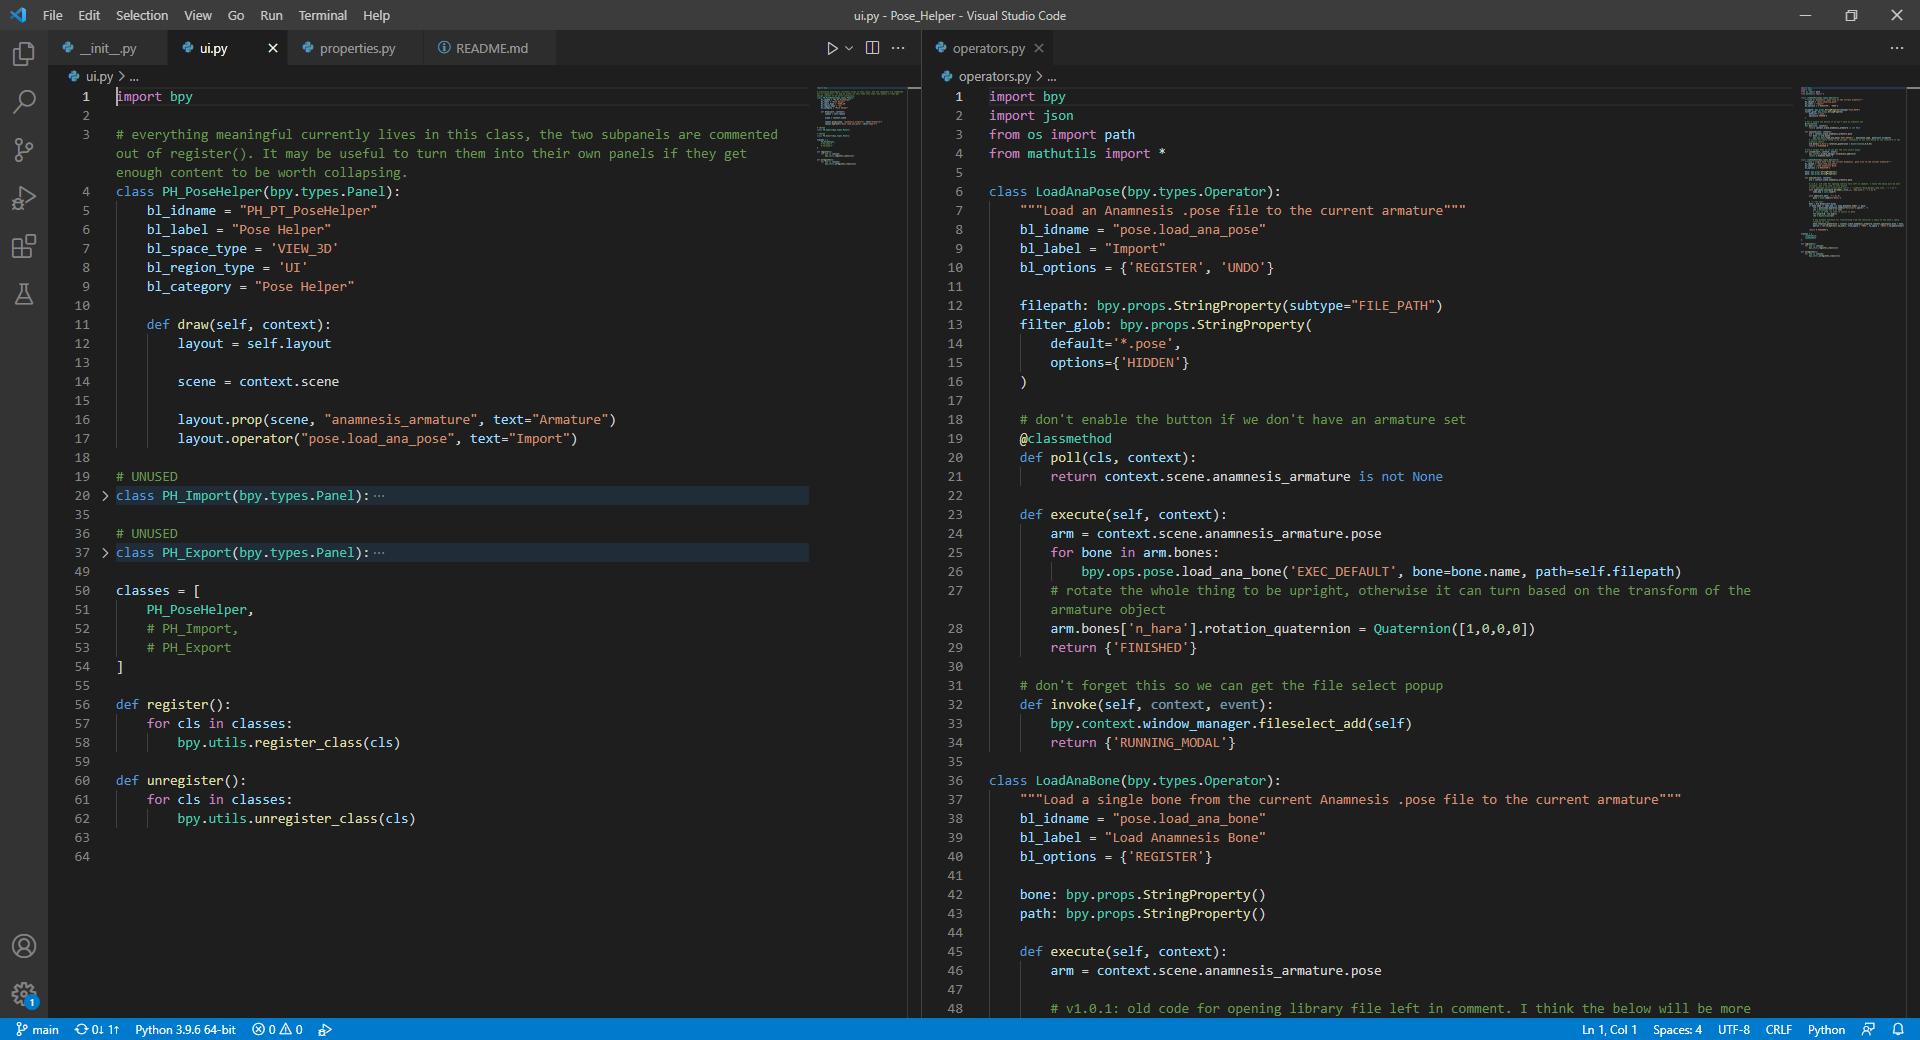 File Edit Selection View Go Run Terminal Help
ui.py - Pose_Helper - Visual Studio Code
__init__.py ui.py properties.py README.md
ui.py > ...
1 import bpy
2
3 # everything meaningful currently lives in this class, the two subpanels are commented
out of register(). It may be useful to turn them into their own panels if they get
enough content to be worth collapsing.
4 class PH_PoseHelper(bpy.types.Panel):
5     bl_idname = "PH_PT_PoseHelper"
6     bl_label = "Pose Helper"
7     bl_space_type = 'VIEW_3D'
8     bl_region_type = 'UI'
9     bl_category = "Pose Helper"
10
11     def draw(self, context):
12         layout = self.layout
13
14         scene = context.scene
15
16         layout.prop(scene, "anamnesis_armature", text="Armature")
17         layout.operator("pose.load_ana_pose", text="Import")
18
19 # UNUSED
20 > class PH_Import(bpy.types.Panel): ···
35
36 # UNUSED
37 > class PH_Export(bpy.types.Panel): ···
49
50 classes = [
51     PH_PoseHelper,
52     # PH_Import,
53     # PH_Export
54 ]
55
56 def register():
57     for cls in classes:
58         bpy.utils.register_class(cls)
59
60 def unregister():
61     for cls in classes:
62         bpy.utils.unregister_class(cls)
63
64
operators.py
operators.py > ...
1 import bpy
2 import json
3 from os import path
4 from mathutils import *
5
6 class LoadAnaPose(bpy.types.Operator):
7     """Load an Anamnesis .pose file to the current armature"""
8     bl_idname = "pose.load_ana_pose"
9     bl_label = "Import"
10     bl_options = {'REGISTER', 'UNDO'}
11
12     filepath: bpy.props.StringProperty(subtype="FILE_PATH")
13     filter_glob: bpy.props.StringProperty(
14         default='*.pose',
15         options={'HIDDEN'}
16     )
17
18     # don't enable the button if we don't have an armature set
19     @classmethod
20     def poll(cls, context):
21         return context.scene.anamnesis_armature is not None
22
23     def execute(self, context):
24         arm = context.scene.anamnesis_armature.pose
25         for bone in arm.bones:
26             bpy.ops.pose.load_ana_bone('EXEC_DEFAULT', bone=bone.name, path=self.filepath)
27         # rotate the whole thing to be upright, otherwise it can turn based on the transform of the
armature object
28         arm.bones['n_hara'].rotation_quaternion = Quaternion([1,0,0,0])
29         return {'FINISHED'}
30
31     # don't forget this so we can get the file select popup
32     def invoke(self, context, event):
33         bpy.context.window_manager.fileselect_add(self)
34         return {'RUNNING_MODAL'}
35
36 class LoadAnaBone(bpy.types.Operator):
37     """Load a single bone from the current Anamnesis .pose file to the current armature"""
38     bl_idname = "pose.load_ana_bone"
39     bl_label = "Load Anamnesis Bone"
40     bl_options = {'REGISTER'}
41
42     bone: bpy.props.StringProperty()
43     path: bpy.props.StringProperty()
44
45     def execute(self, context):
46         arm = context.scene.anamnesis_armature.pose
47
48         # v1.0.1: old code for opening library file left in comment. I think the below will be more
1
main 0↓ 1↑ Python 3.9.6 64-bit 0 0
Ln 1, Col 1 Spaces: 4 UTF-8 CRLF Python